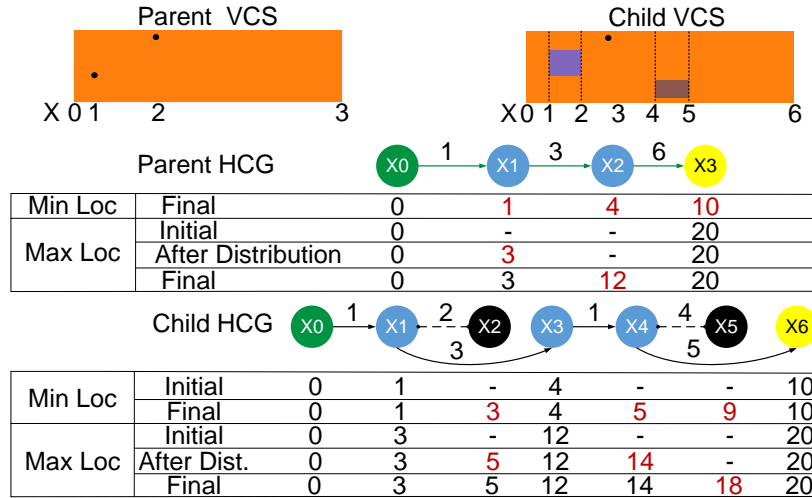 Parent VCS Child VCS
X 0 1 2 3 X 0 1 2 3 4 5 6
Parent HCG X0 1 X1 3 X2 6 X3
Min Loc Final 0 1 4 10
Max Loc Initial 0 - - 20
After Distribution 0 3 - 20
Final 0 3 12 20
Child HCG X0 1 X1 2 X2 3 X3 1 X4 4 X5 5 X6
Min Loc Initial 0 1 - 4 - - 10
Final 0 1 3 4 5 9 10
Max Loc Initial 0 3 - 12 - - 20
After Dist. 0 3 5 12 14 - 20
Final 0 3 5 12 14 18 20